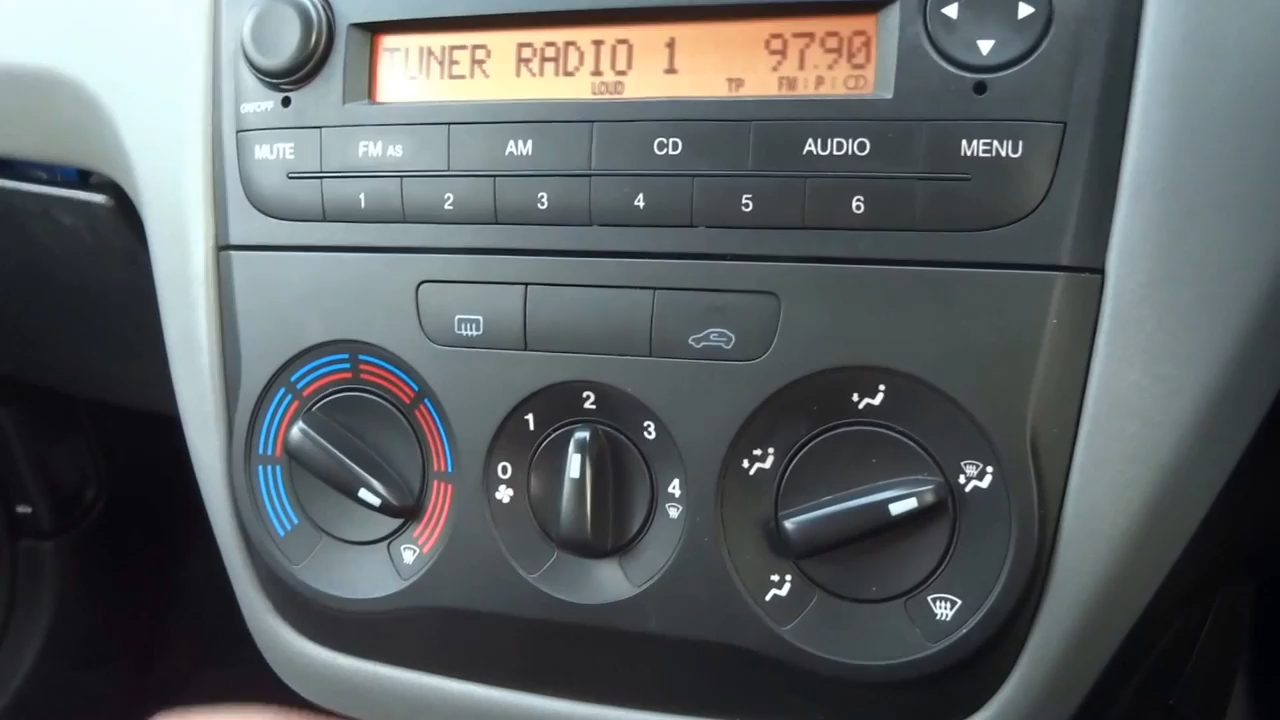 TUNER RADIO 1 97.90
LOUD TP FM P
ON/OFF
MUTE FM AS AM CD AUDIO MENU
1 2 3 4 5 6
0 1 2 3 4